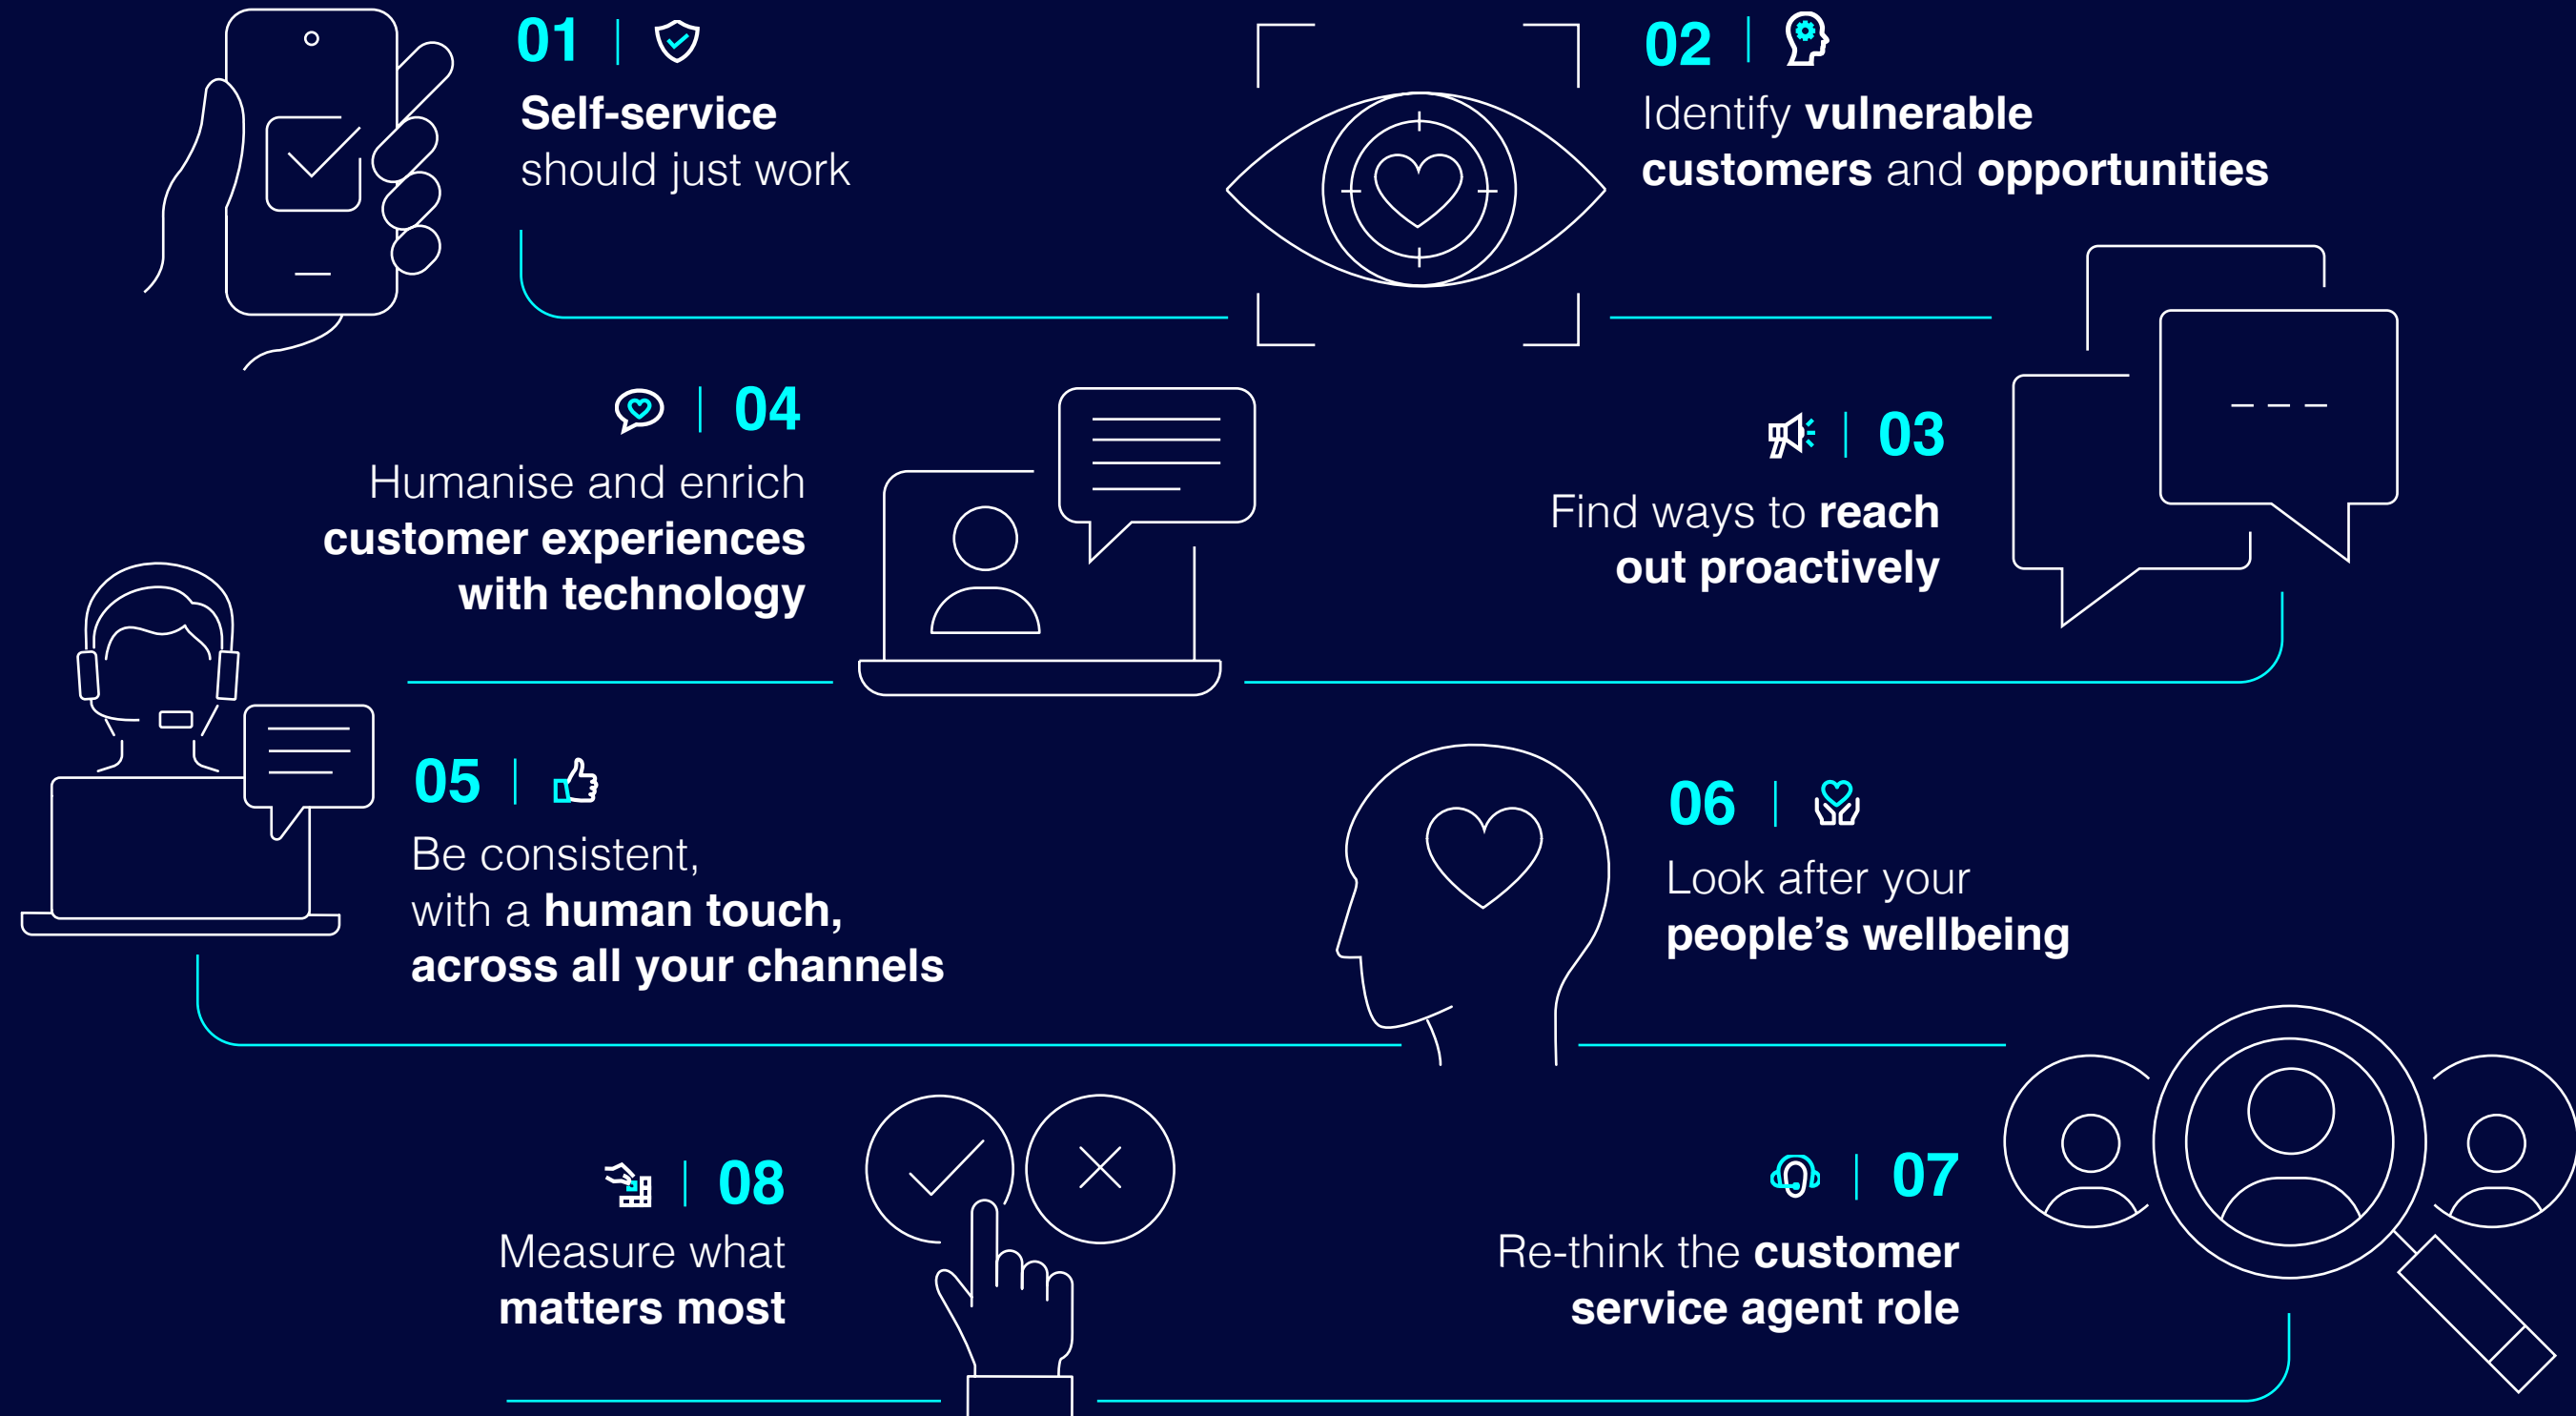 01
Self-service
should just work
02
Identify vulnerable
customers and opportunities
03
Find ways to reach
out proactively
04
Humanise and enrich
customer experiences
with technology
05
Be consistent,
with a human touch,
across all your channels
06
Look after your
people’s wellbeing
07
Re-think the customer
service agent role
08
Measure what
matters most